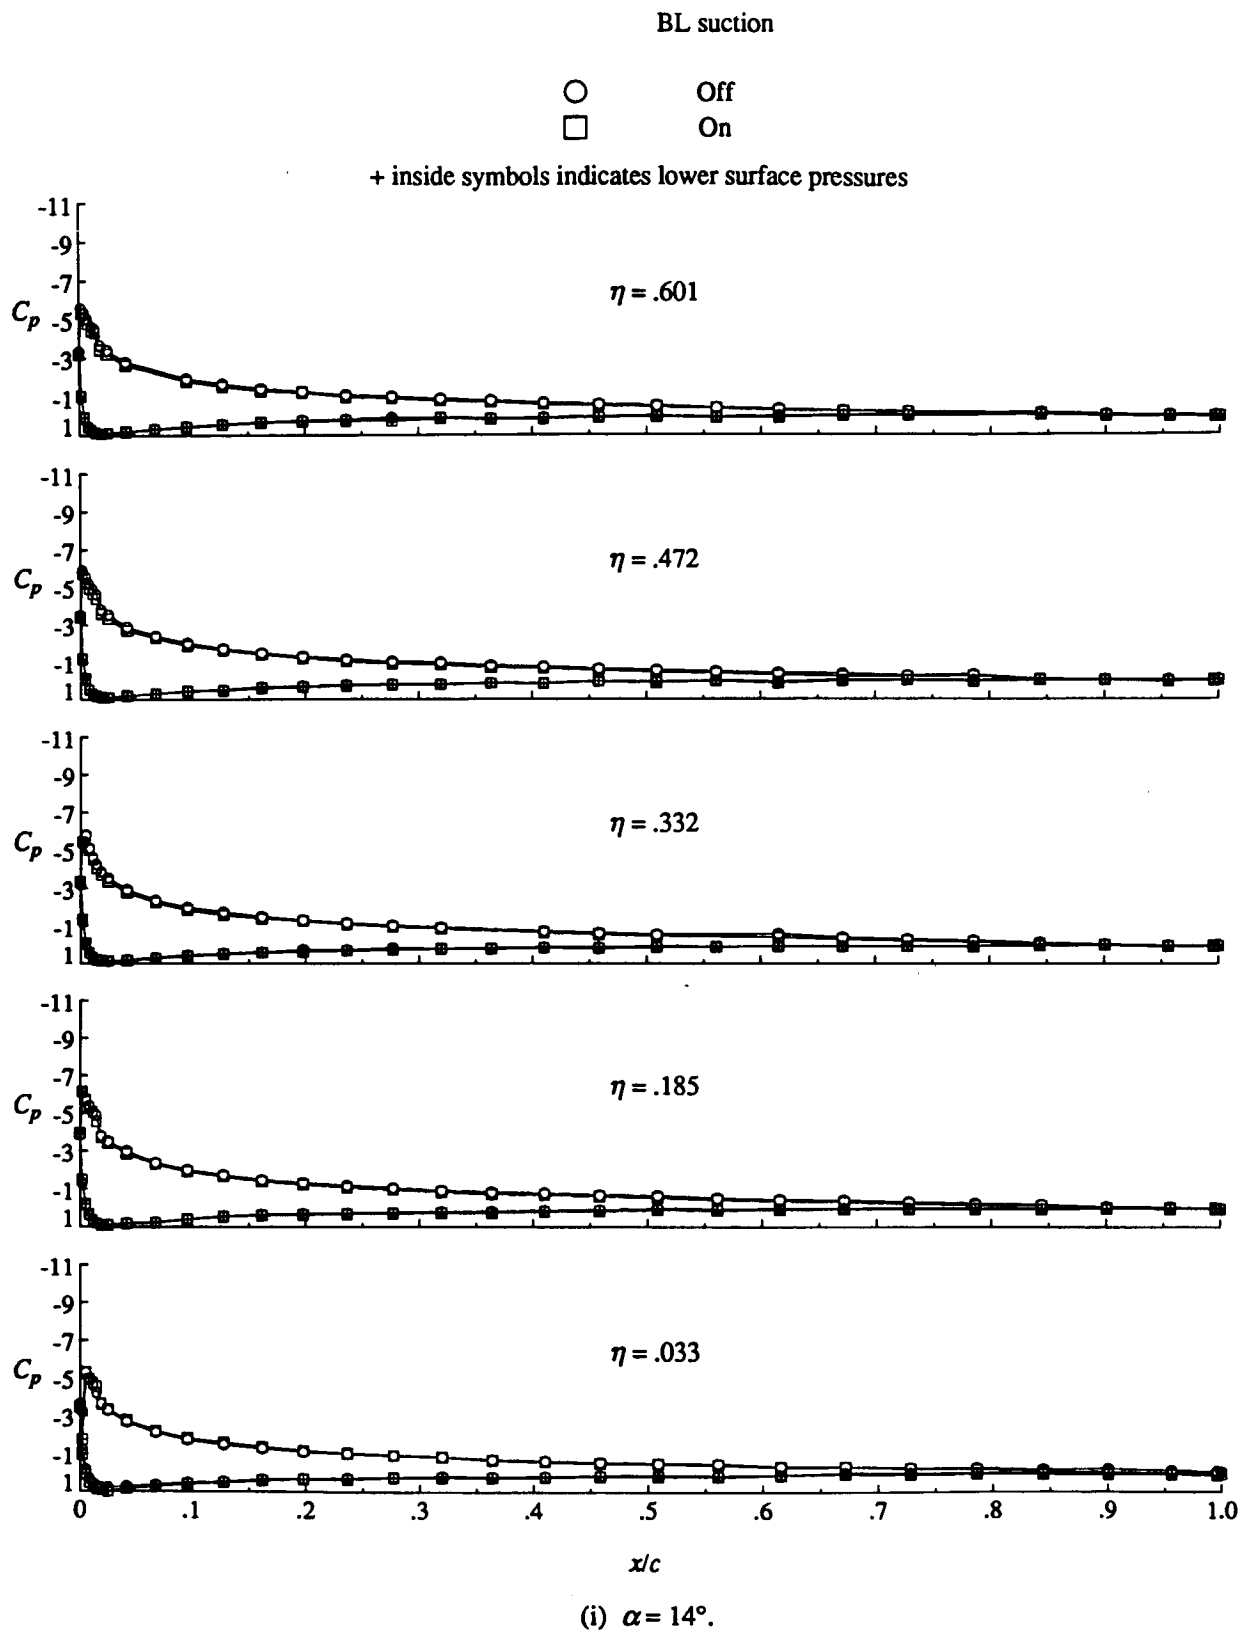 BL suction
Off
On
+ inside symbols indicates lower surface pressures
-11
-9
-7
-5
-3
-1
1
Cp
η = .601
-11
-9
-7
-5
-3
-1
1
Cp
η = .472
-11
-9
-7
-5
-3
-1
1
Cp
η = .332
-11
-9
-7
-5
-3
-1
1
Cp
η = .185
-11
-9
-7
-5
-3
-1
1
Cp
η = .033
0 .1 .2 .3 .4 .5 .6 .7 .8 .9 1.0
x/c
(i) α = 14°.